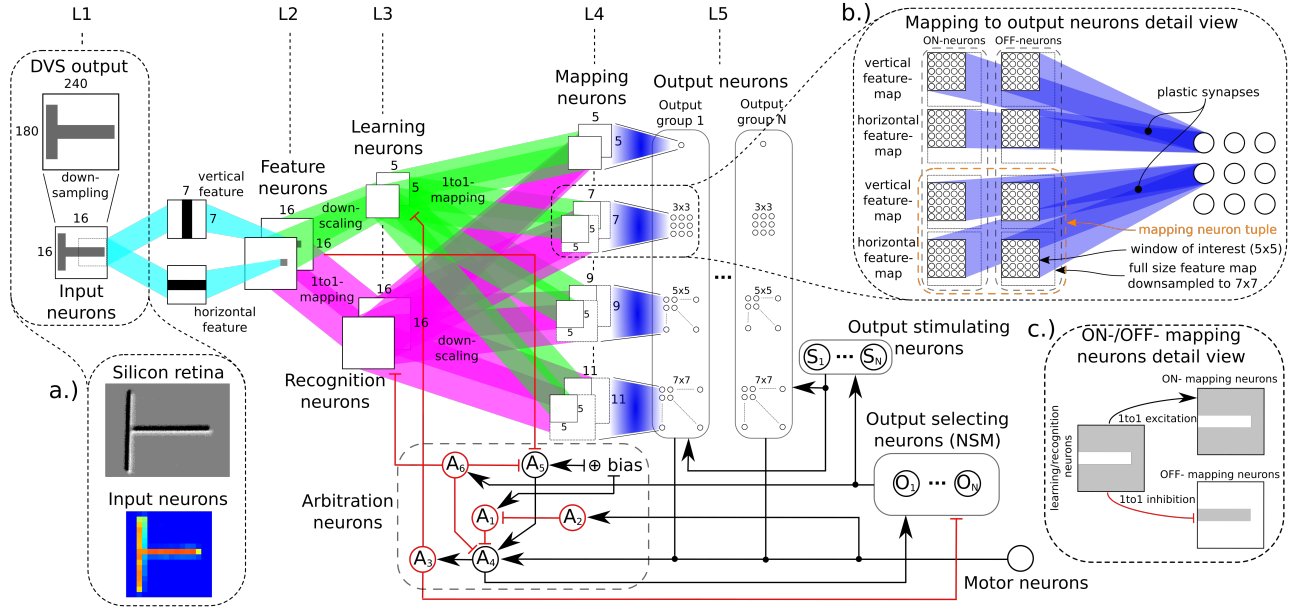 L1
L2
L3
L4
L5
DVS output
240
180
down-
sampling
16
16
Input
neurons
vertical
feature
7
7
horizontal
feature
Feature
neurons
16
16
down-
scaling
1to1-
mapping
Learning
neurons
5
5
1to1-
mapping
16
16
down-
scaling
Recognition
neurons
Mapping
neurons
5
5
7
7
5
5
9
9
5
5
11
11
5
5
Output neurons
Output
group 1
Output
group N
3x3
3x3
5x5
5x5
7x7
7x7
...
a.)
Silicon retina
Input neurons
Arbitration
neurons
A6
A5
⊕ bias
A1
A2
A3
A4
Motor neurons
Output stimulating
neurons
S1 ... SN
Output selecting
neurons (NSM)
O1 ... ON
b.)
Mapping to output neurons detail view
ON-neurons
OFF-neurons
vertical
feature-
map
horizontal
feature-
map
vertical
feature-
map
horizontal
feature-
map
plastic synapses
mapping neuron tuple
window of interest (5x5)
full size feature map
downsampled to 7x7
c.)
ON-/OFF- mapping
neurons detail view
ON- mapping neurons
1to1 excitation
learning/recognition
neurons
OFF- mapping neurons
1to1 inhibition